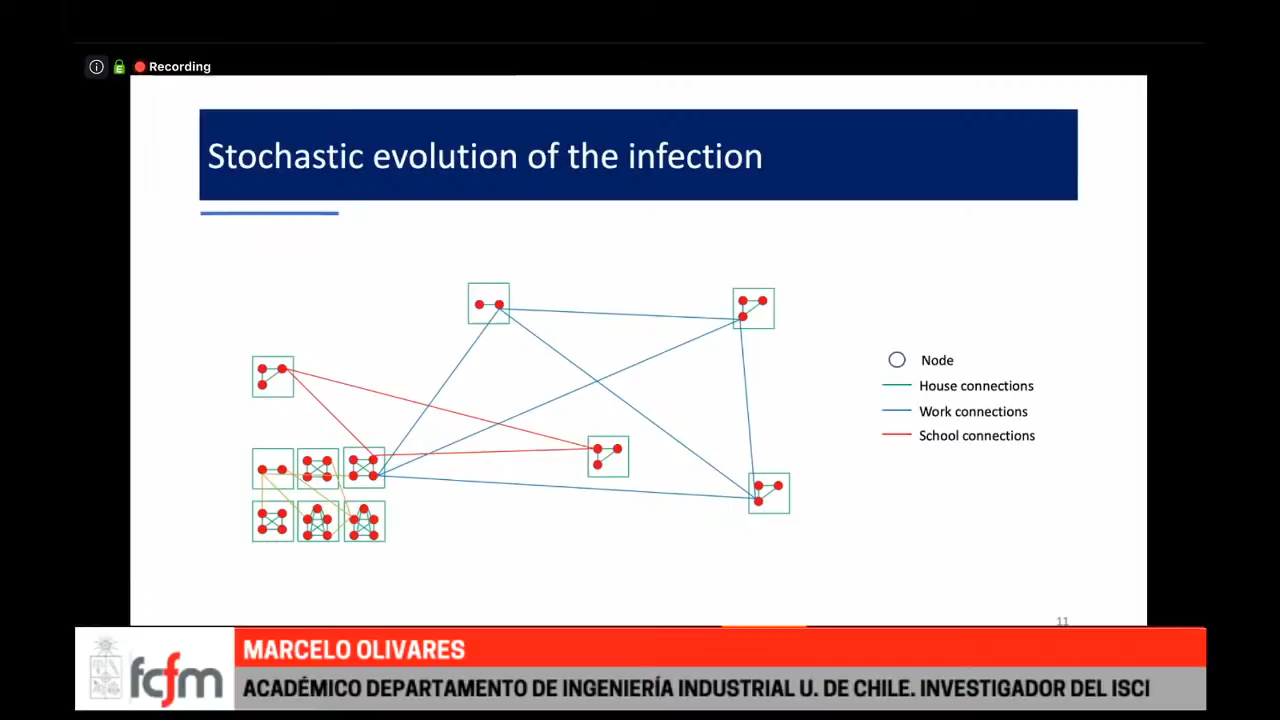 Recording
Stochastic evolution of the infection
Node
House connections
Work connections
School connections
11
fcfm
MARCELO OLIVARES
ACADÉMICO DEPARTAMENTO DE INGENIERÍA INDUSTRIAL U. DE CHILE. INVESTIGADOR DEL ISCI